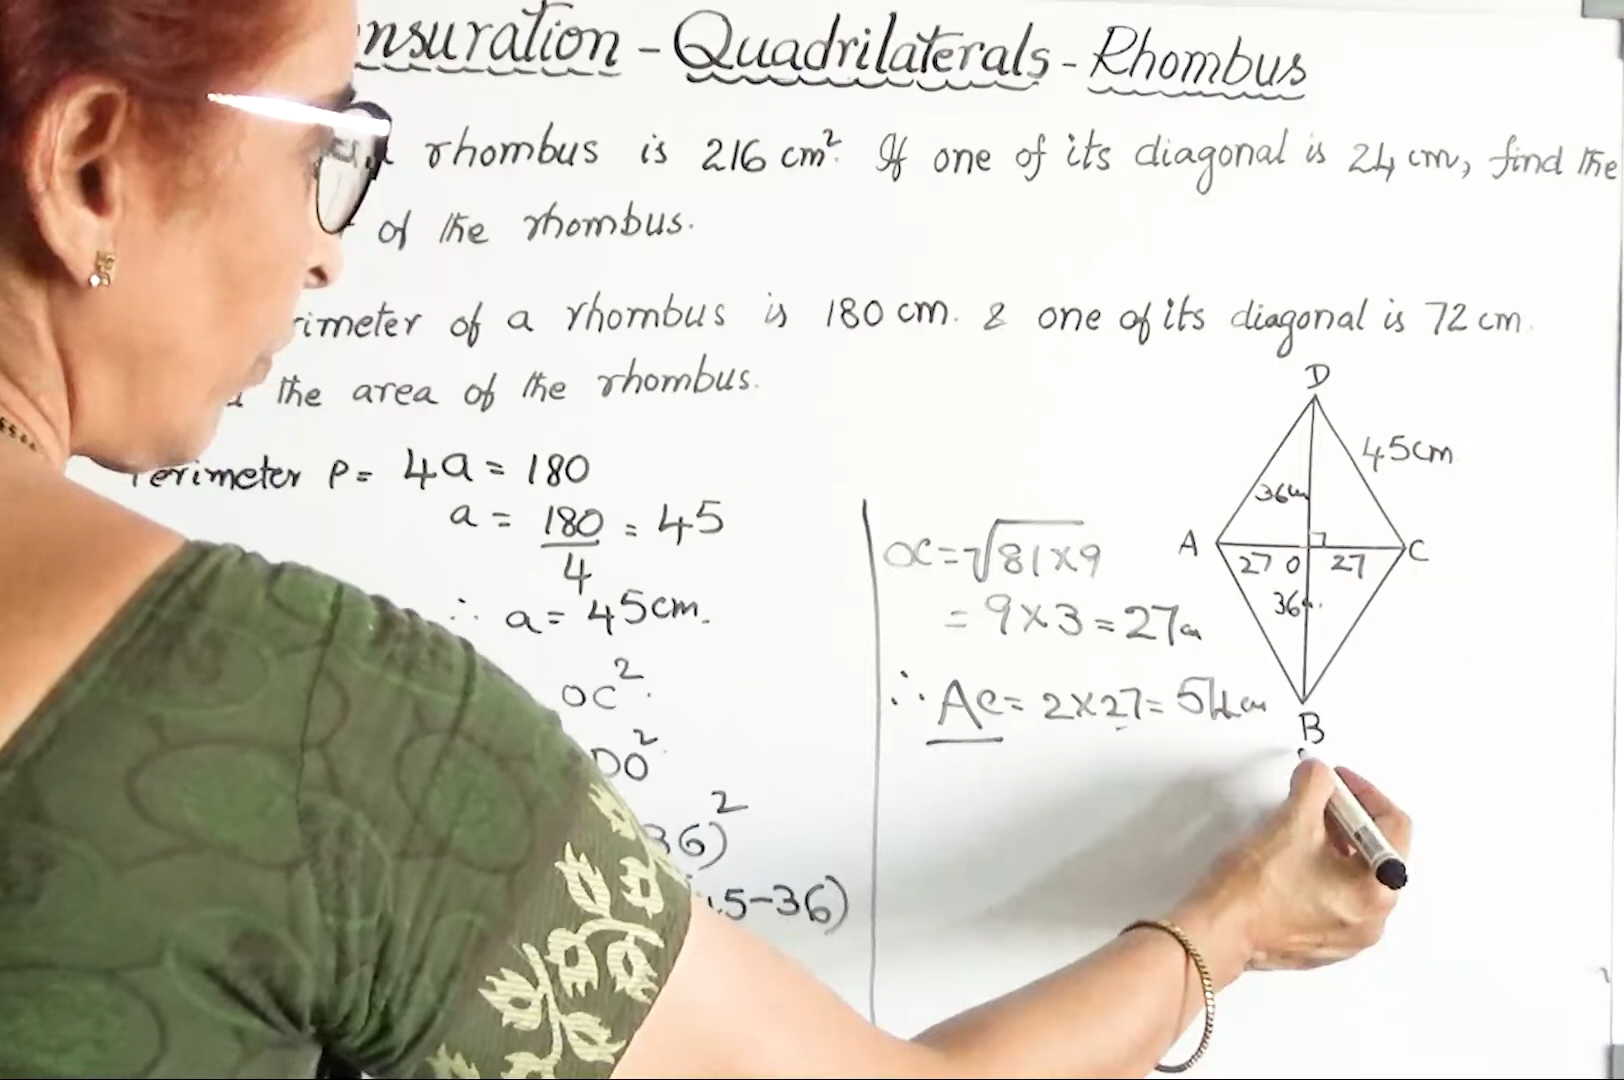 nsuration - Quadrilaterals - Rhombus
rhombus is 216 cm². If one of its diagonal is 24 cm, find the
of the rhombus.
rimeter of a rhombus is 180 cm. & one of its diagonal is 72 cm.
the area of the rhombus.
Perimeter P = 4a = 180
a = 180/4 = 45
∴ a = 45cm.
OC².
DO²
36)²
5-36)
OC = √81×9
= 9×3 = 27cm
∴ AC = 2×27 = 54cm
D
45cm
36cm
A
C
27 O 27
36
B